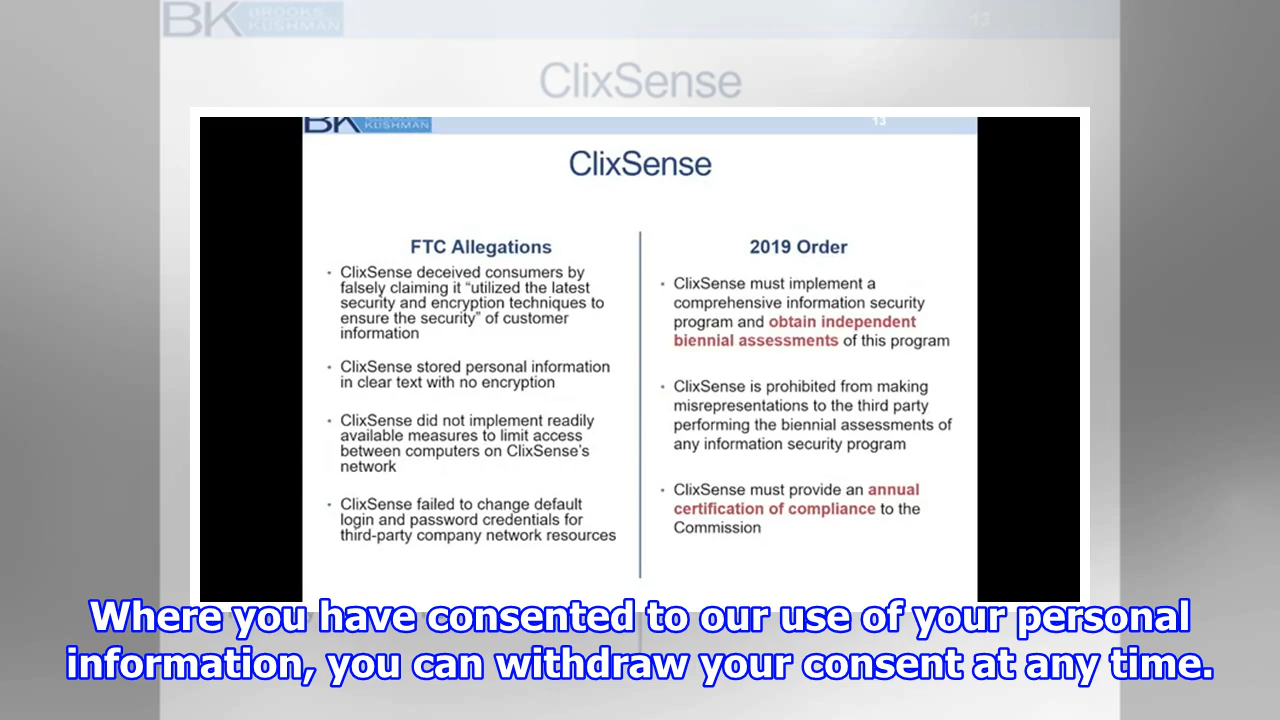 BK BROOKS KUSHMAN 13
ClixSense
BK KUSHMAN 13
ClixSense
FTC Allegations
• ClixSense deceived consumers by
falsely claiming it “utilized the latest
security and encryption techniques to
ensure the security” of customer
information
• ClixSense stored personal information
in clear text with no encryption
• ClixSense did not implement readily
available measures to limit access
between computers on ClixSense’s
network
• ClixSense failed to change default
login and password credentials for
third-party company network resources
2019 Order
• ClixSense must implement a
comprehensive information security
program and obtain independent
biennial assessments of this program
• ClixSense is prohibited from making
misrepresentations to the third party
performing the biennial assessments of
any information security program
• ClixSense must provide an annual
certification of compliance to the
Commission
Where you have consented to our use of your personal
information, you can withdraw your consent at any time.